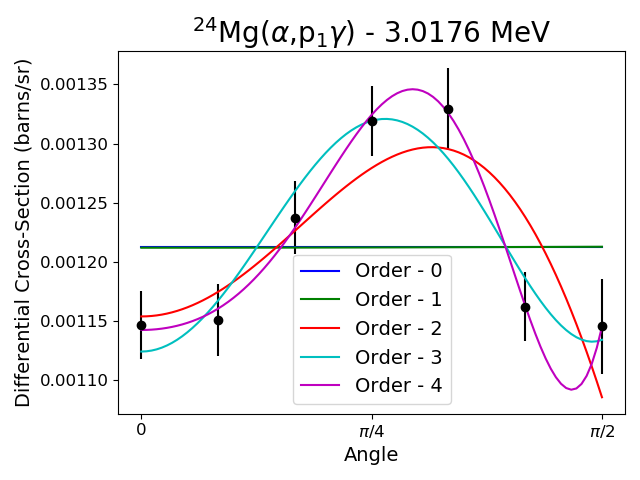 ²⁴Mg(α,p₁γ) - 3.0176 MeV
Differential Cross-Section (barns/sr)
0.00135
0.00130
0.00125
0.00120
0.00115
0.00110
Order - 0
Order - 1
Order - 2
Order - 3
Order - 4
0
π/4
π/2
Angle